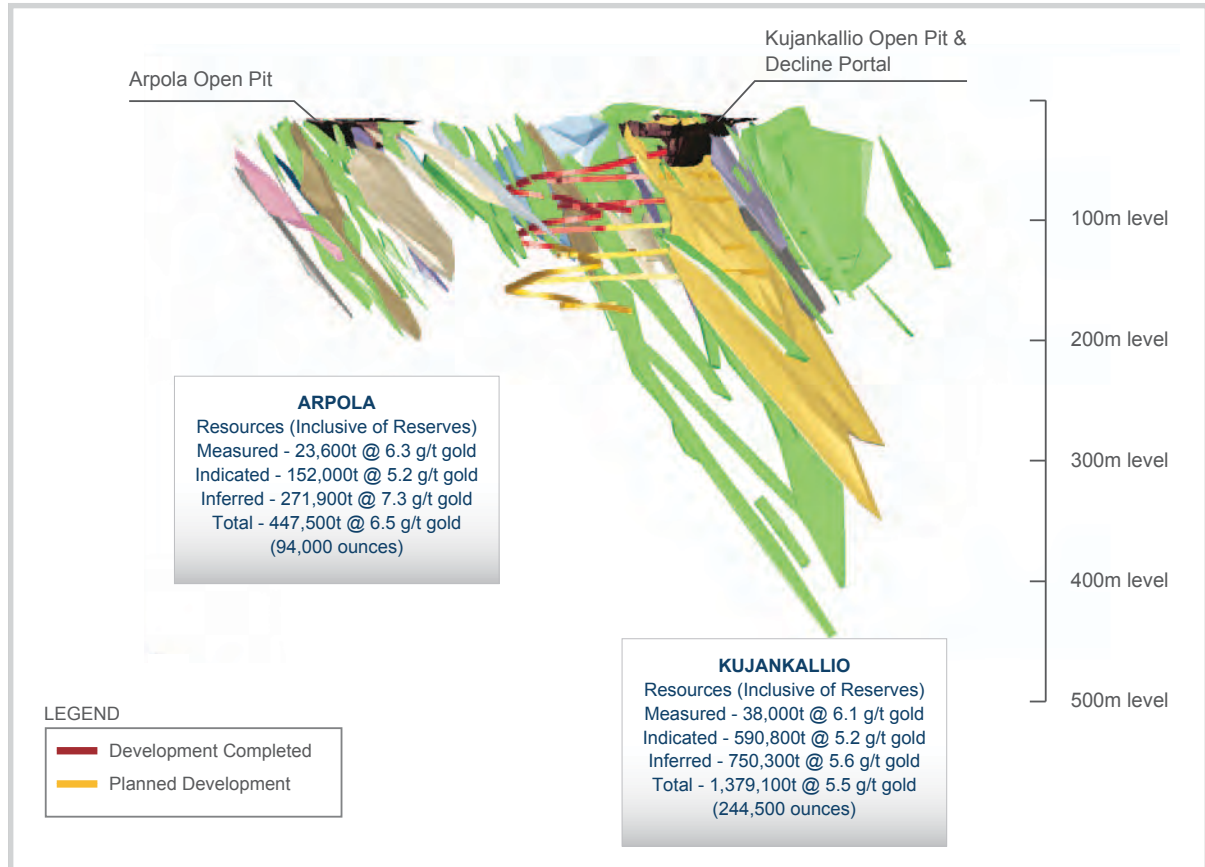 Kujankallio Open Pit &
Decline Portal
Arpola Open Pit
100m level
200m level
300m level
400m level
500m level
ARPOLA
Resources (Inclusive of Reserves)
Measured - 23,600t @ 6.3 g/t gold
Indicated - 152,000t @ 5.2 g/t gold
Inferred - 271,900t @ 7.3 g/t gold
Total - 447,500t @ 6.5 g/t gold
(94,000 ounces)
KUJANKALLIO
Resources (Inclusive of Reserves)
Measured - 38,000t @ 6.1 g/t gold
Indicated - 590,800t @ 5.2 g/t gold
Inferred - 750,300t @ 5.6 g/t gold
Total - 1,379,100t @ 5.5 g/t gold
(244,500 ounces)
LEGEND
Development Completed
Planned Development